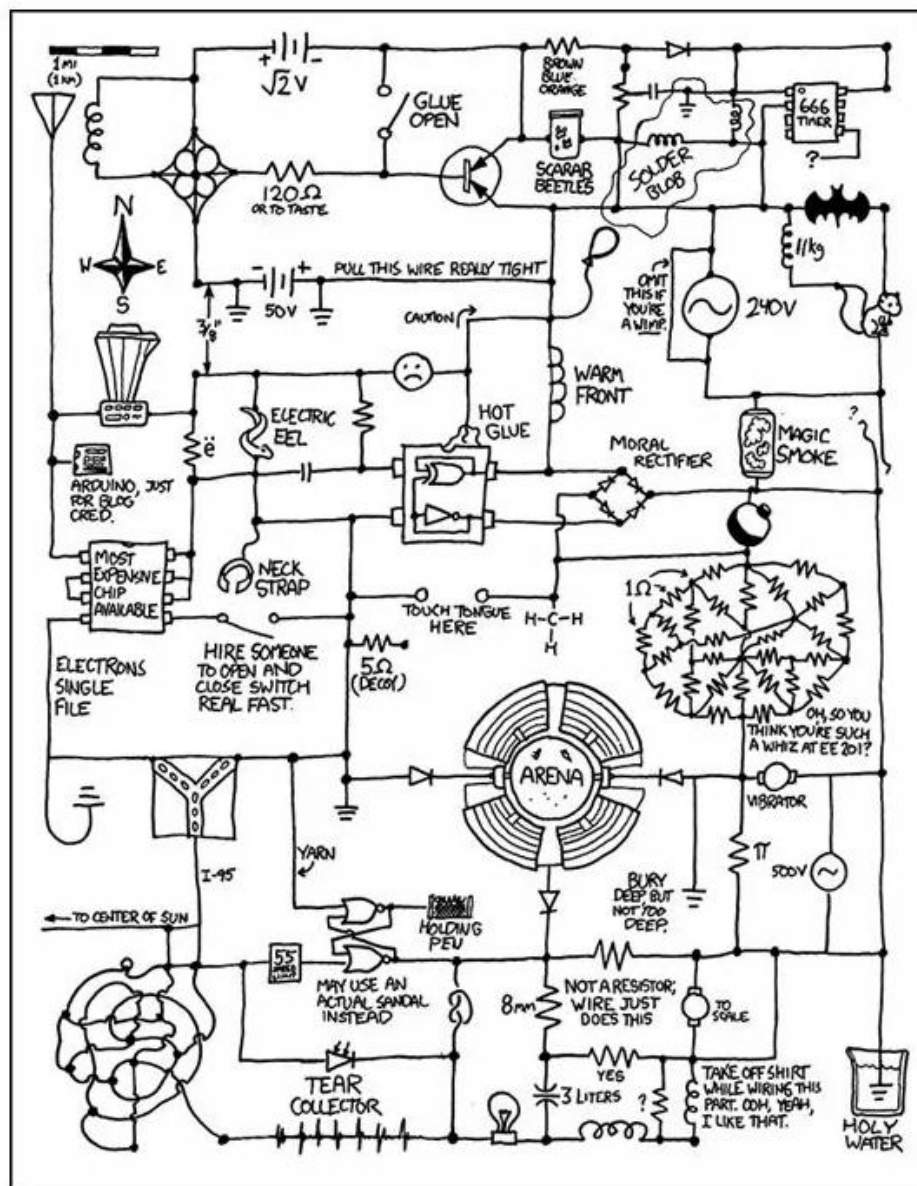 1 MI
(1 KM)
+ -
√2 V
GLUE
OPEN
BROWN
BLUE
ORANGE
666
TIMER
?
SCARAB
BEETLES
SOLDER
BLOB
120Ω
OR TO TASTE
N
W E
S
- +
50V
PULL THIS WIRE REALLY TIGHT
11kg
OMIT
THIS IF
YOU'RE
A WIMP.
240V
3/8"
CAUTION
WARM
FRONT
ELECTRIC
EEL
HOT
GLUE
MORAL
RECTIFIER
MAGIC
SMOKE
?
ARDUINO, JUST
FOR BLOG
CRED.
MOST
EXPENSIVE
CHIP
AVAILABLE
NECK
STRAP
TOUCH TONGUE
HERE
H-C-H
H
1Ω
HIRE SOMEONE
TO OPEN AND
CLOSE SWITCH
REAL FAST.
5Ω
(DECOY)
ELECTRONS
SINGLE
FILE
OH, SO YOU
THINK YOU'RE SUCH
A WHIZ AT EE 201?
ARENA
VIBRATOR
YARN
I-95
π
500V
BURY
DEEP, BUT
NOT TOO
DEEP.
TO CENTER OF SUN
HOLDING
PEN
55
MAY USE AN
ACTUAL SANDAL
INSTEAD
NOT A RESISTOR;
WIRE JUST
DOES THIS
8mm
TO
SCALE
YES
TEAR
COLLECTOR
3 LITERS
?
TAKE OFF SHIRT
WHILE WIRING THIS
PART. OOH, YEAH,
I LIKE THAT.
HOLY
WATER